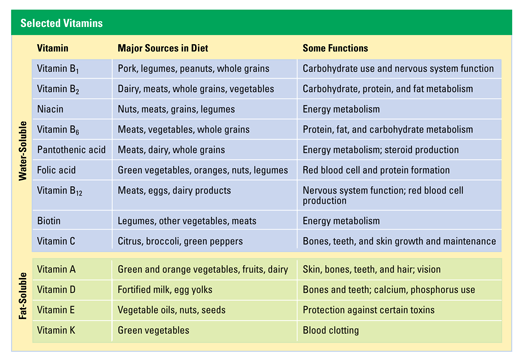 Selected Vitamins
Vitamin Major Sources in Diet Some Functions
Water-Soluble
Vitamin B₁ Pork, legumes, peanuts, whole grains Carbohydrate use and nervous system function
Vitamin B₂ Dairy, meats, whole grains, vegetables Carbohydrate, protein, and fat metabolism
Niacin Nuts, meats, grains, legumes Energy metabolism
Vitamin B₆ Meats, vegetables, whole grains Protein, fat, and carbohydrate metabolism
Pantothenic acid Meats, dairy, whole grains Energy metabolism; steroid production
Folic acid Green vegetables, oranges, nuts, legumes Red blood cell and protein formation
Vitamin B₁₂ Meats, eggs, dairy products Nervous system function; red blood cell
production
Biotin Legumes, other vegetables, meats Energy metabolism
Vitamin C Citrus, broccoli, green peppers Bones, teeth, and skin growth and maintenance
Fat-Soluble
Vitamin A Green and orange vegetables, fruits, dairy Skin, bones, teeth, and hair; vision
Vitamin D Fortified milk, egg yolks Bones and teeth; calcium, phosphorus use
Vitamin E Vegetable oils, nuts, seeds Protection against certain toxins
Vitamin K Green vegetables Blood clotting